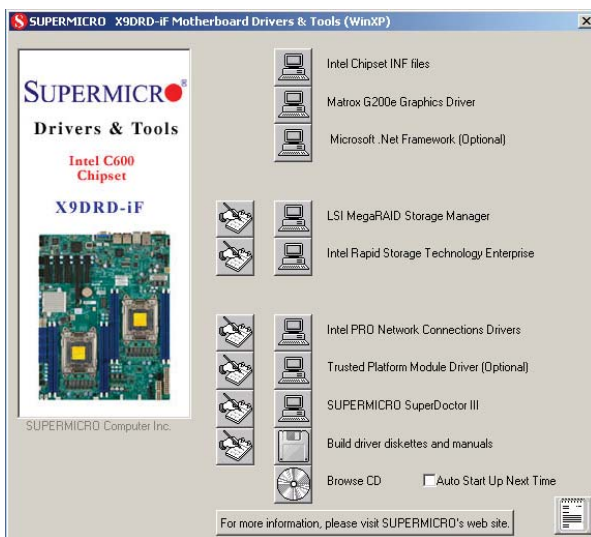 SUPERMICRO X9DRD-iF Motherboard Drivers & Tools (WinXP)
SUPERMICRO®
Drivers & Tools
Intel C600
Chipset
X9DRD-iF
SUPERMICRO Computer Inc.
Intel Chipset INF files
Matrox G200e Graphics Driver
Microsoft .Net Framework (Optional)
LSI MegaRAID Storage Manager
Intel Rapid Storage Technology Enterprise
Intel PRO Network Connections Drivers
Trusted Platform Module Driver (Optional)
SUPERMICRO SuperDoctor III
Build driver diskettes and manuals
Browse CD
Auto Start Up Next Time
For more information, please visit SUPERMICRO's web site.